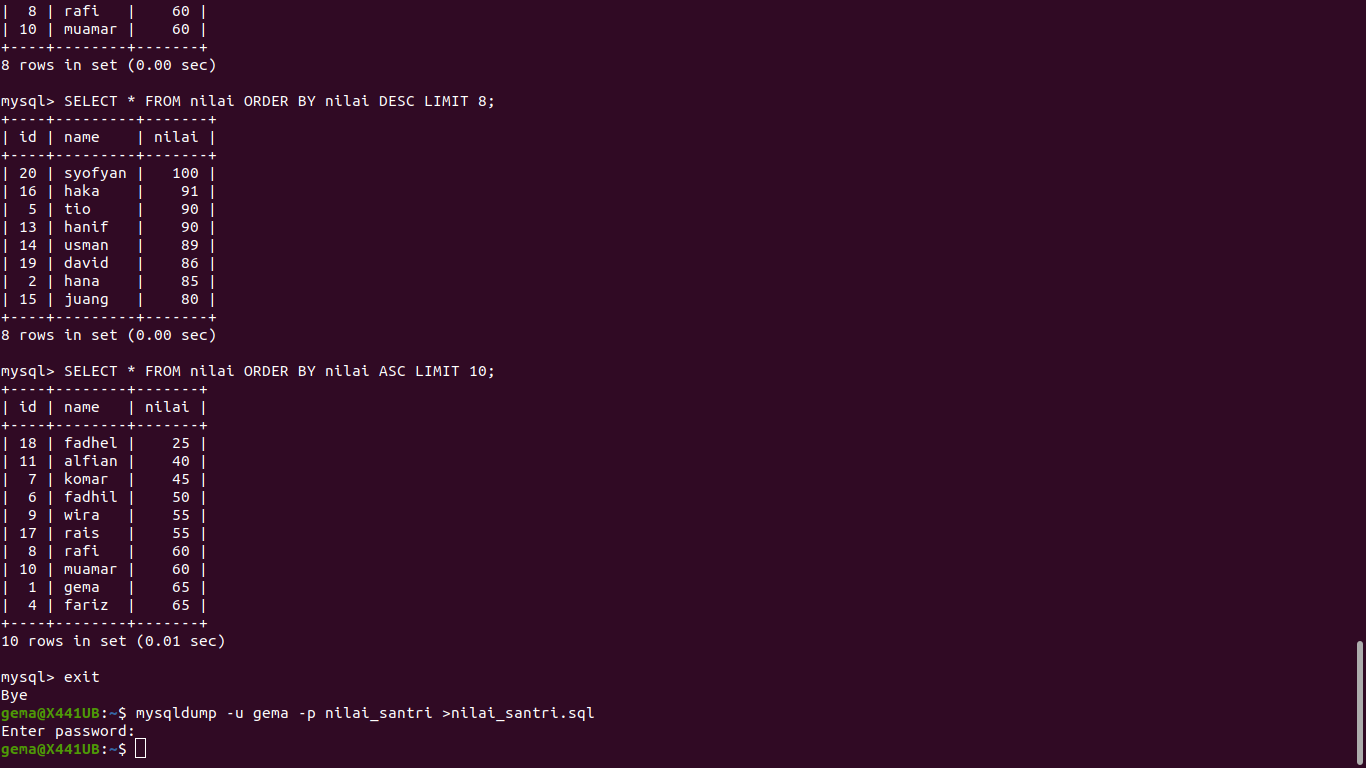 |  8 | rafi   |    60 |
| 10 | muamar |    60 |
+----+--------+-------+
8 rows in set (0.00 sec)

mysql> SELECT * FROM nilai ORDER BY nilai DESC LIMIT 8;
+----+---------+-------+
| id | name    | nilai |
+----+---------+-------+
| 20 | syofyan |   100 |
| 16 | haka    |    91 |
|  5 | tio     |    90 |
| 13 | hanif   |    90 |
| 14 | usman   |    89 |
| 19 | david   |    86 |
|  2 | hana    |    85 |
| 15 | juang   |    80 |
+----+---------+-------+
8 rows in set (0.00 sec)

mysql> SELECT * FROM nilai ORDER BY nilai ASC LIMIT 10;
+----+--------+-------+
| id | name   | nilai |
+----+--------+-------+
| 18 | fadhel |    25 |
| 11 | alfian |    40 |
|  7 | komar  |    45 |
|  6 | fadhil |    50 |
|  9 | wira   |    55 |
| 17 | rais   |    55 |
|  8 | rafi   |    60 |
| 10 | muamar |    60 |
|  1 | gema   |    65 |
|  4 | fariz  |    65 |
+----+--------+-------+
10 rows in set (0.01 sec)

mysql> exit
Bye
gema@X441UB:~$ mysqldump -u gema -p nilai_santri >nilai_santri.sql
Enter password:
gema@X441UB:~$